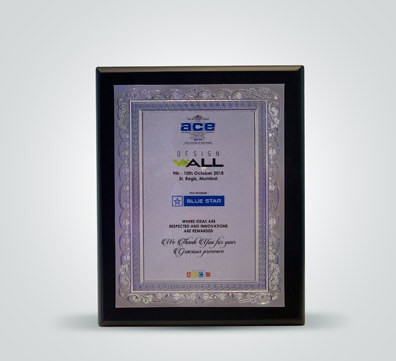 ace
DESIGN
WALL
9th - 10th October 2018
St. Regis, Mumbai
BLUE STAR
WHERE IDEAS ARE
RESPECTED AND INNOVATIONS
ARE REWARDED
We Thank You for your
Gracious presence